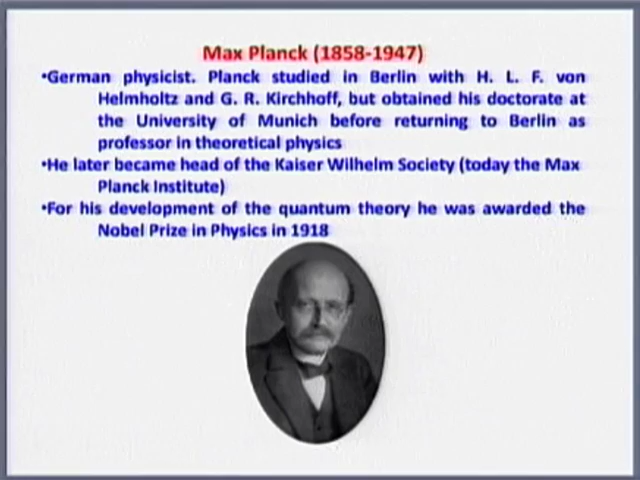 Max Planck (1858-1947)
•German physicist. Planck studied in Berlin with H. L. F. von
Helmholtz and G. R. Kirchhoff, but obtained his doctorate at
the University of Munich before returning to Berlin as
professor in theoretical physics
•He later became head of the Kaiser Wilhelm Society (today the Max
Planck Institute)
•For his development of the quantum theory he was awarded the
Nobel Prize in Physics in 1918